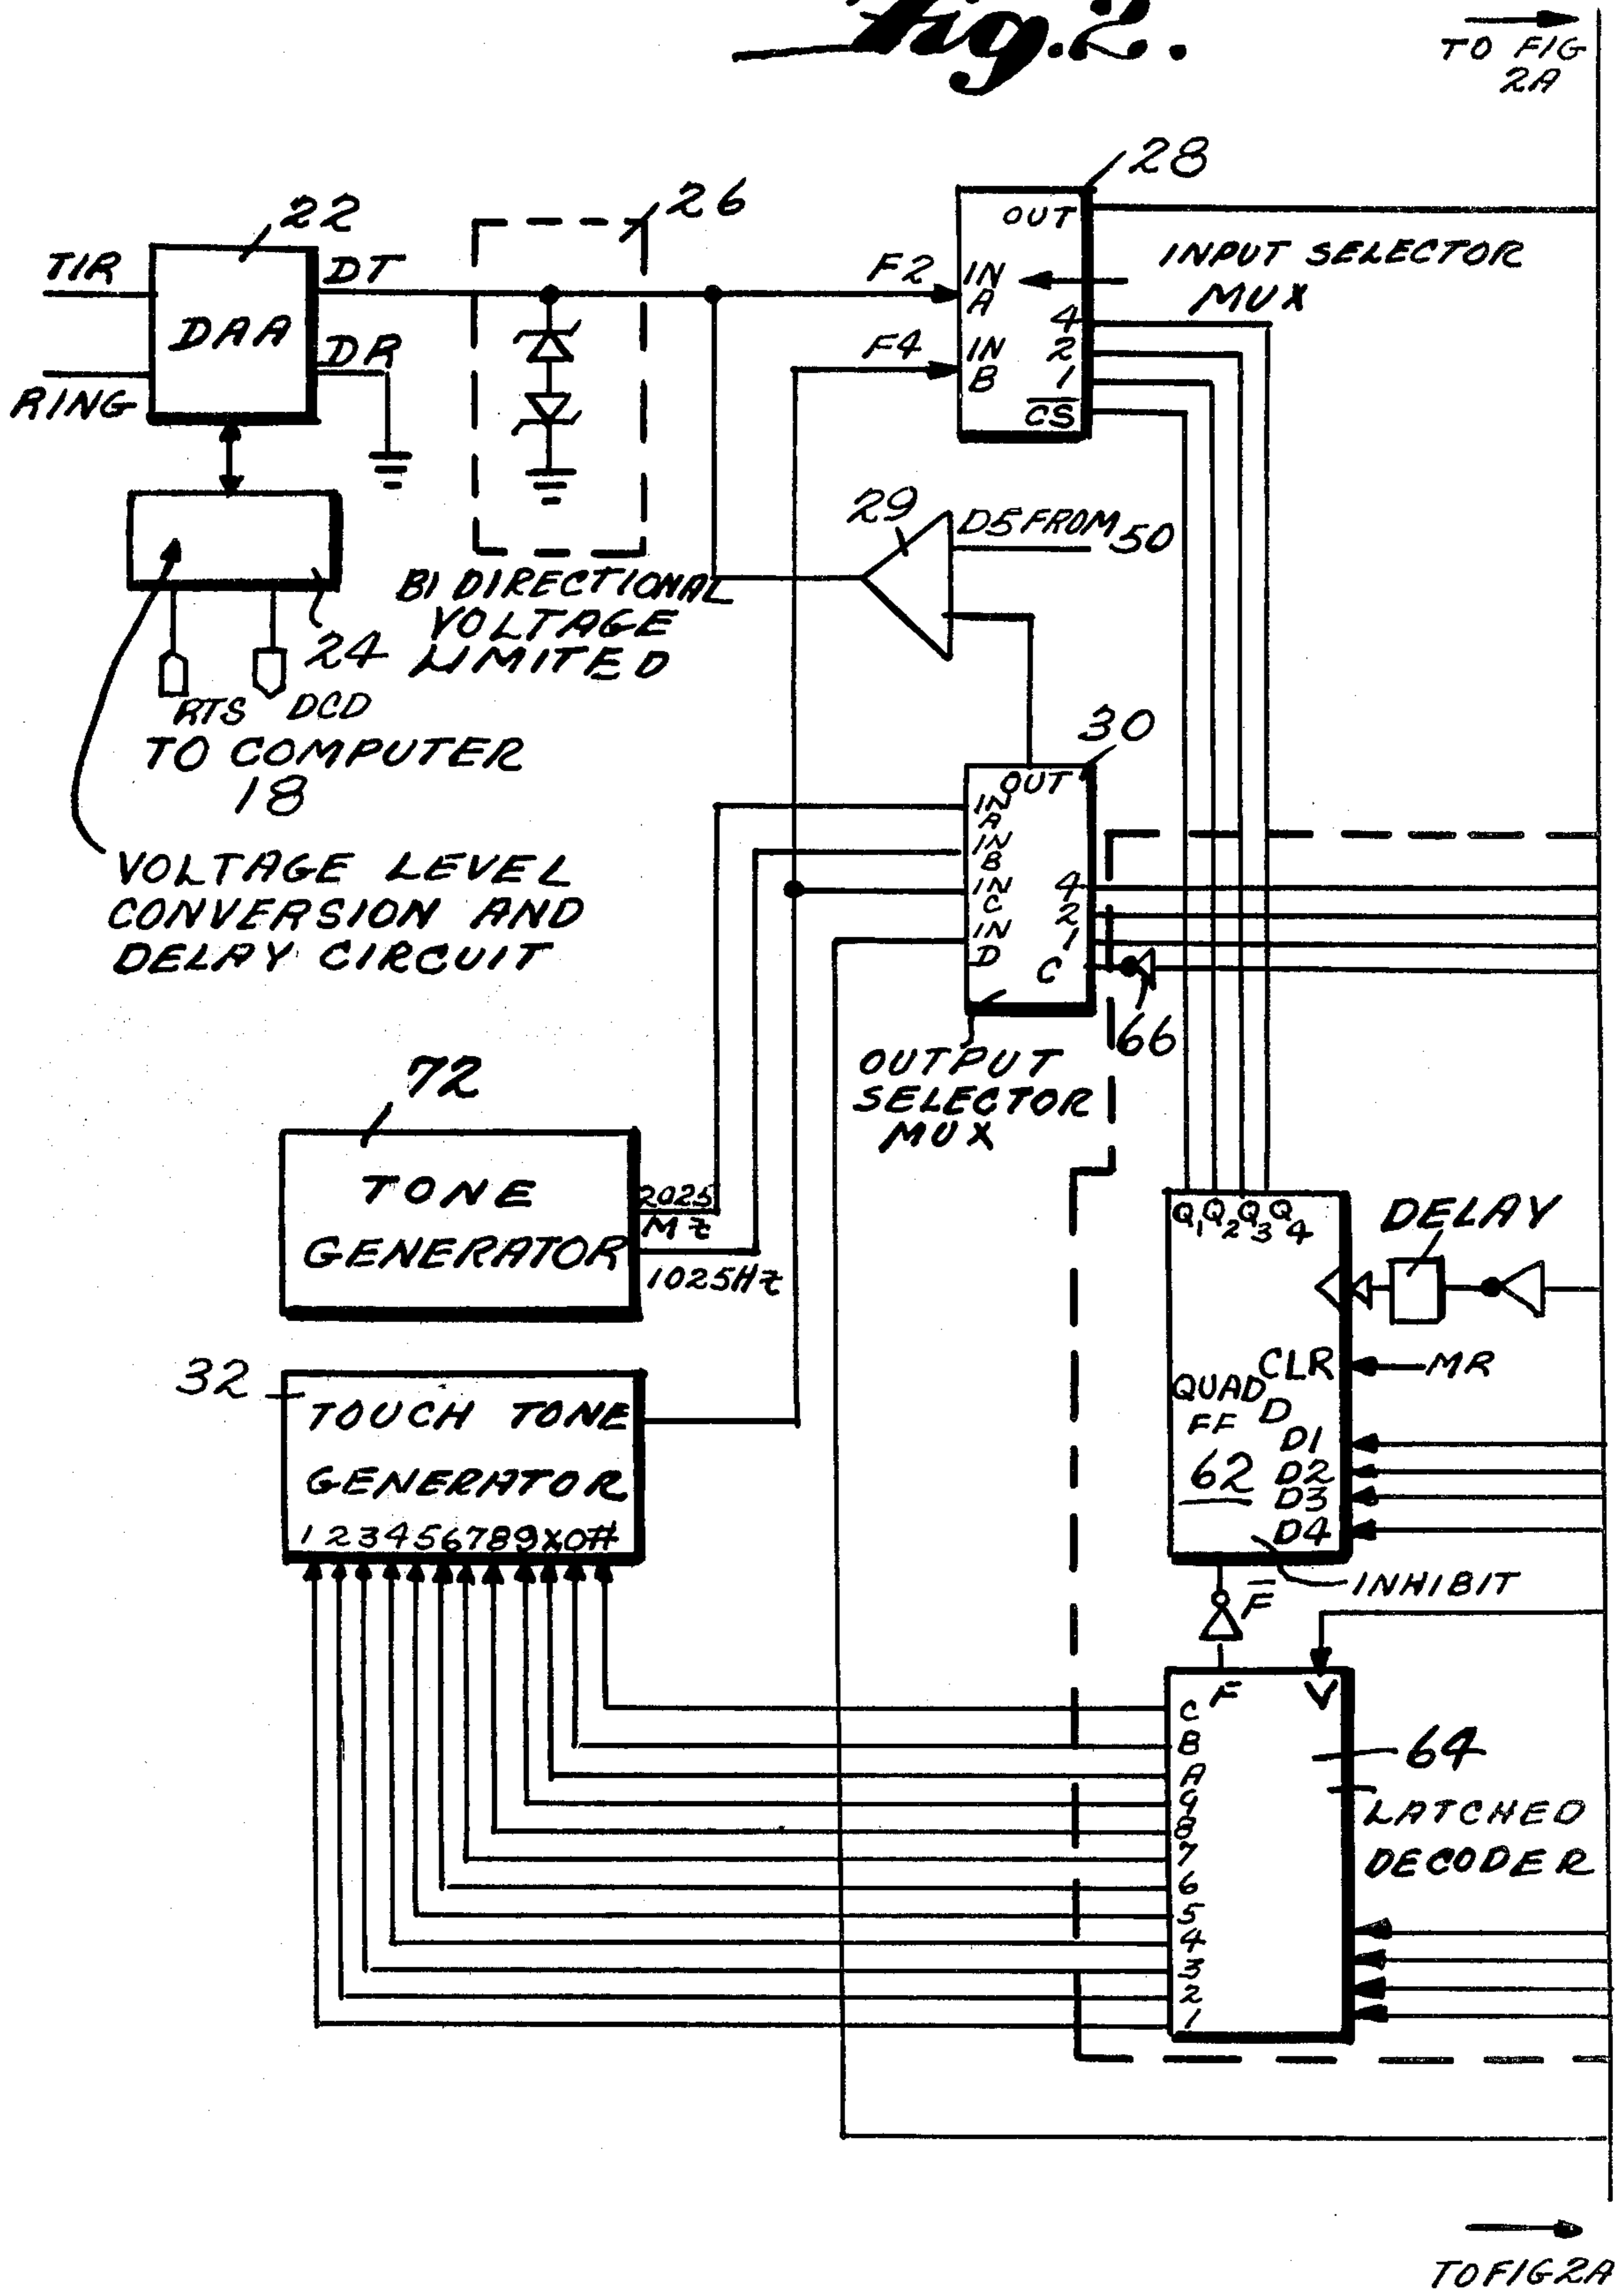 Fig. 2.
TO FIG
2A
28
22
26
OUT
TIR
DT
F2
IN
A
INPUT SELECTOR
MUX
DAA
DR
F4
IN
B
4
2
1
CS
RING
29
D5 FROM 50
BI DIRECTIONAL
VOLTAGE
LIMITED
24
RTS DCD
TO COMPUTER
18
30
OUT
IN
A
IN
B
IN
C
IN
D
4
2
1
C
VOLTAGE LEVEL
CONVERSION AND
DELAY CIRCUIT
66
OUTPUT
SELECTOR
MUX
72
TONE
GENERATOR
2025
MZ
1025HZ
Q1 Q2 Q3 Q4
DELAY
CLR
MR
QUAD D
FF
62
D1
D2
D3
D4
32
TOUCH TONE
GENERATOR
1 2 3 4 5 6 7 8 9 X 0 #
INHIBIT
F̅
F
V
C
B
A
9
8
7
6
5
4
3
2
1
64
LATCHED
DECODER
TO FIG 2A